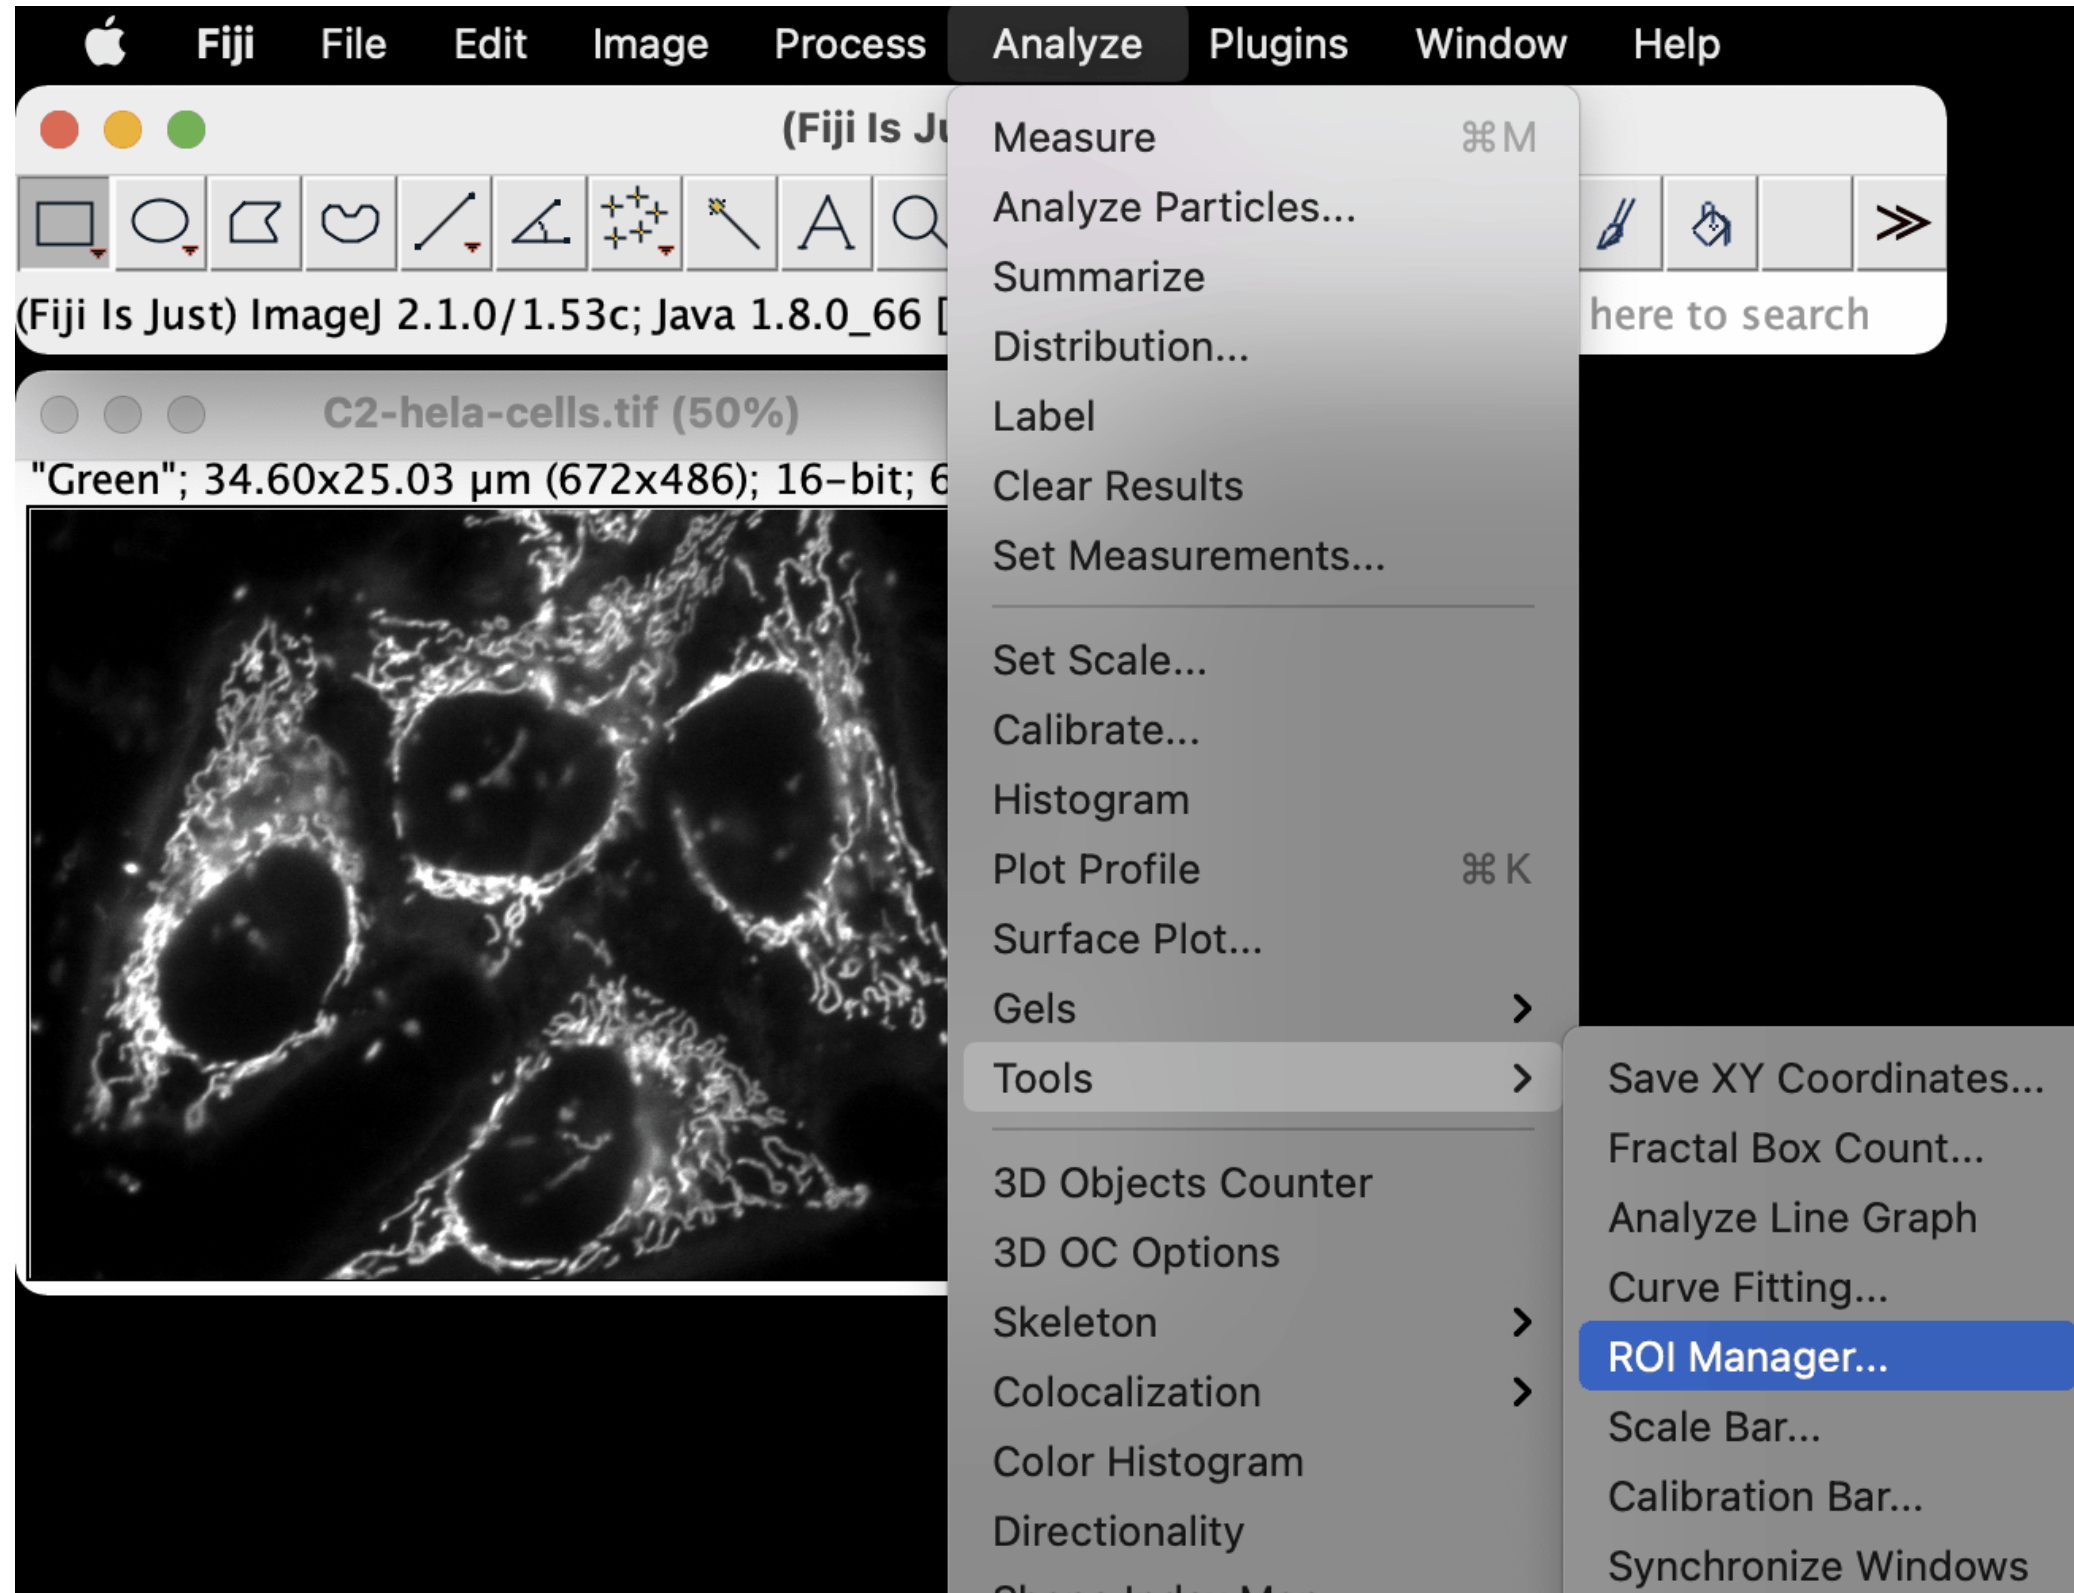 Fiji File Edit Image Process Analyze Plugins Window Help
(Fiji Is Ju
(Fiji Is Just) ImageJ 2.1.0/1.53c; Java 1.8.0_66 [
here to search
C2-hela-cells.tif (50%)
"Green"; 34.60x25.03 µm (672x486); 16-bit; 6
Measure ⌘M
Analyze Particles...
Summarize
Distribution...
Label
Clear Results
Set Measurements...
Set Scale...
Calibrate...
Histogram
Plot Profile ⌘K
Surface Plot...
Gels
Tools
3D Objects Counter
3D OC Options
Skeleton
Colocalization
Color Histogram
Directionality
Save XY Coordinates...
Fractal Box Count...
Analyze Line Graph
Curve Fitting...
ROI Manager...
Scale Bar...
Calibration Bar...
Synchronize Windows